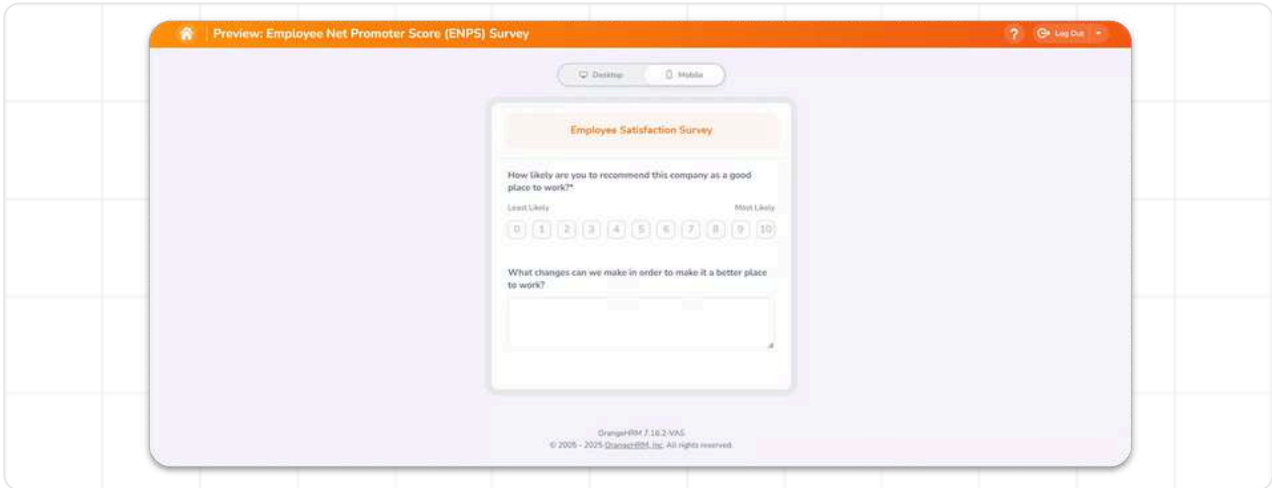 Preview: Employee Net Promoter Score (ENPS) Survey
? Log Out
Desktop Mobile
Employee Satisfaction Survey
How likely are you to recommend this company as a good
place to work?*
Least Likely Most Likely
0 1 2 3 4 5 6 7 8 9 10
What changes can we make in order to make it a better place
to work?
OrangeHRM 7.16.2-VAS
© 2005 - 2025 OrangeHRM, Inc. All rights reserved.